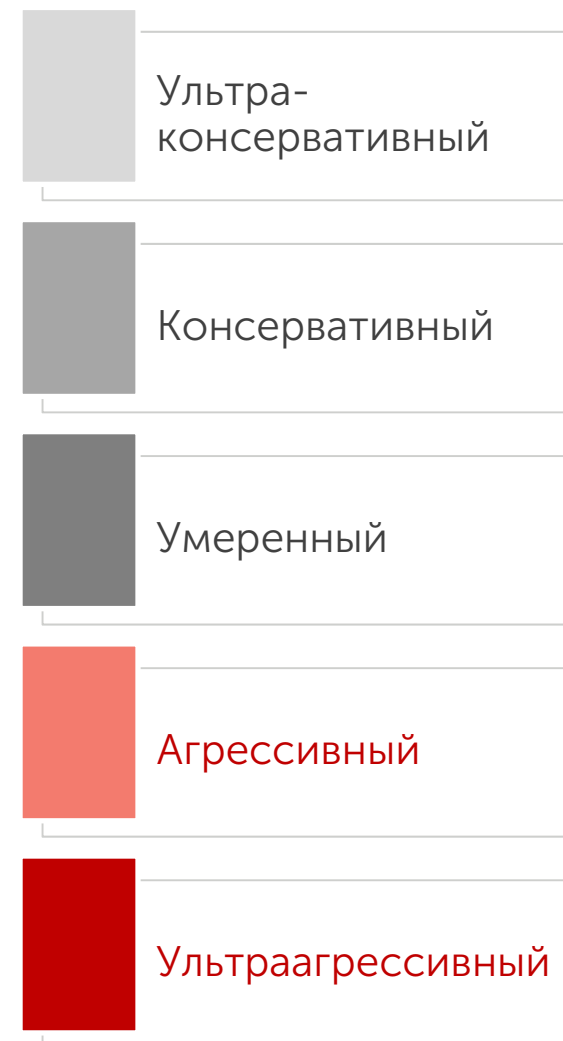 Ультра-
консервативный
Консервативный
Умеренный
Агрессивный
Ультраагрессивный